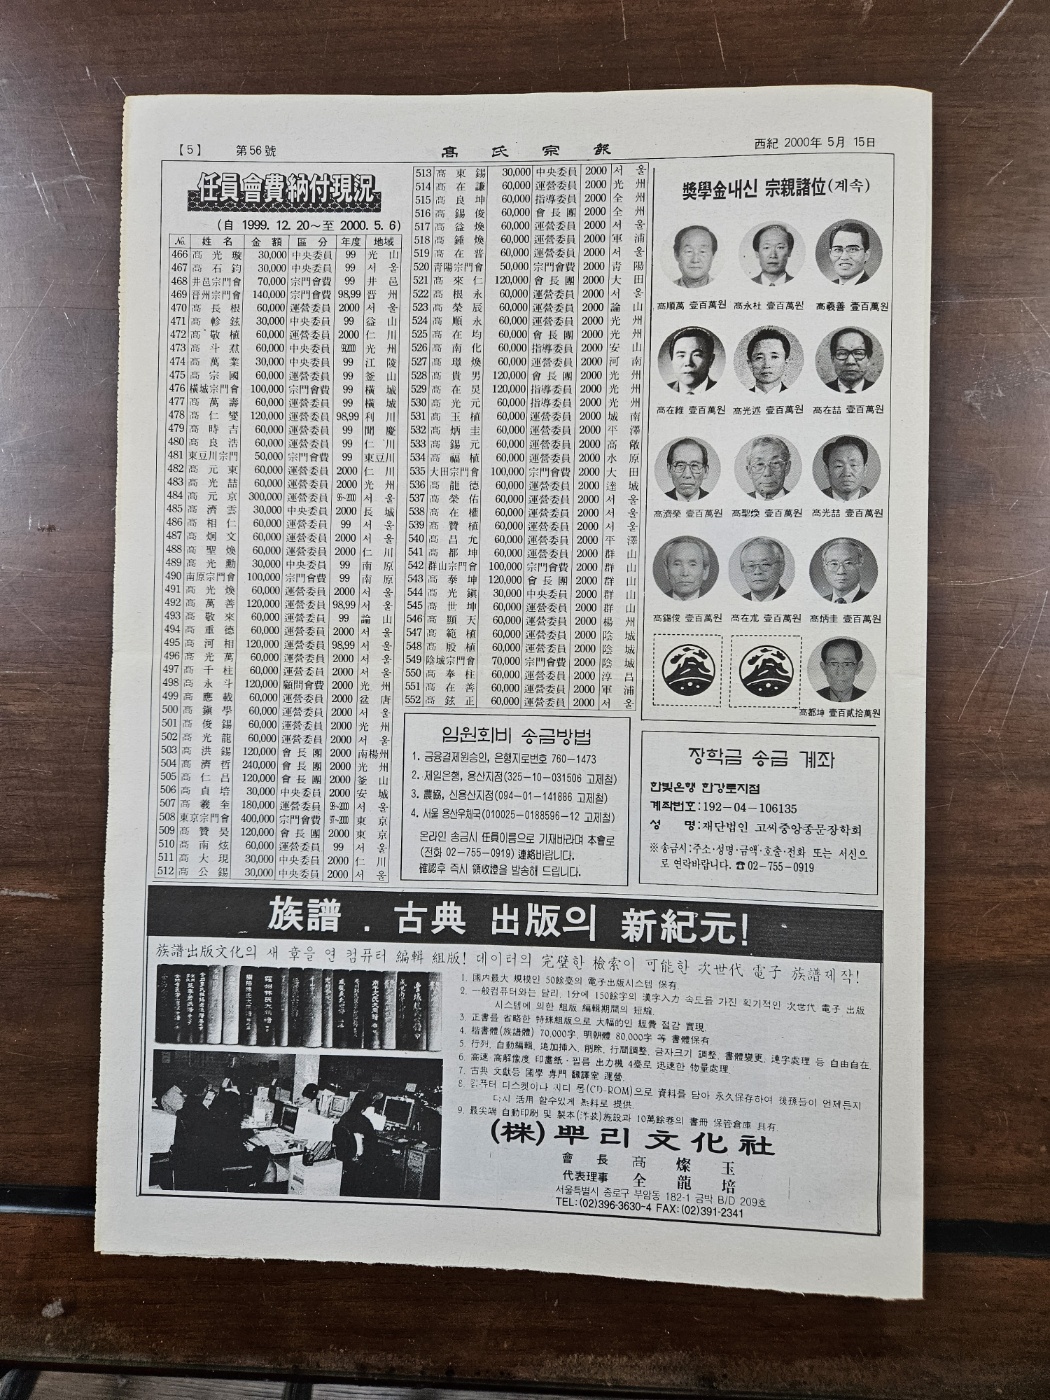 【5】 第56號 高氏宗報 西紀 2000年 5月 15日
任員會費納付現況
(自 1999. 12. 20～至 2000. 5. 6)
№ 姓名 金額 區分 年度 地域
466 高光璇 30,000 中央委員 99 光山
467 高石鈞 30,000 中央委員 99 서울
468 井邑宗門會 70,000 宗門會費 99 井邑
469 晋州宗門會 140,000 宗門會費 98,99 晋州
470 高長根 60,000 運營委員 2000 서울
471 高軫鉉 30,000 中央委員 99 益山
472 高敬植 60,000 運營委員 2000 仁川
473 高斗 60,000 運營委員 光州
474 高萬業 30,000 中央委員 99 江陵
475 高宗國 60,000 運營委員 99 釜山
476 橫城宗門會 100,000 宗門會費 99 橫城
477 高萬壽 60,000 運營委員 99 橫城
478 高仁燮 120,000 運營委員 98,99 利川
479 高時吉 60,000 運營委員 99 聞慶
480 高良浩 60,000 運營委員 99 仁川
481 東豆川宗門 50,000 宗門會費 99 東豆川
482 高元東 60,000 運營委員 2000 仁川
483 高光喆 60,000 運營委員 2000 光州
484 高元京 300,000 運營委員 서울
485 高濟雲 30,000 中央委員 2000 長城
486 高相仁 60,000 運營委員 99 서울
487 高炯文 60,000 運營委員 2000 서울
488 高聖煥 60,000 運營委員 2000 仁川
489 高光勳 30,000 中央委員 99 南原
490 南原宗門會 100,000 宗門會費 99 南原
491 高光煥 60,000 運營委員 2000 서울
492 高萬善 120,000 運營委員 98,99 서울
493 高敬來 60,000 運營委員 99 論山
494 高重德 60,000 運營委員 2000 서울
495 高河相 120,000 運營委員 98,99 서울
496 高光萬 60,000 運營委員 2000 서울
497 高千柱 60,000 運營委員 2000 서울
498 高永斗 120,000 顧問會費 2000 光州
499 高應載 60,000 運營委員 2000 唐
500 高鎭學 60,000 運營委員 2000 서울
501 高俊錫 60,000 運營委員 2000 光州
502 高光龍 60,000 運營委員 2000 서울
503 高洪錫 120,000 會長團 2000 南楊州
504 高濟哲 240,000 會長團 2000 光州
505 高仁昌 120,000 會長團 2000 釜山
506 高貞培 30,000 中央委員 2000 安城
507 高羲奎 180,000 運營委員 서울
508 東京宗門會 400,000 宗門會費 東京
509 高贊昊 120,000 會長團 2000 東京
510 高南炫 60,000 運營委員 99 서울
511 高大現 30,000 中央委員 2000 仁川
512 高公錫 30,000 中央委員 2000 서울
513 高東錫 30,000 中央委員 2000 서울
514 高在謙 60,000 運營委員 2000 光州
515 高良坤 60,000 指導委員 2000 全州
516 高錫俊 60,000 會長團 2000 全州
517 高益煥 60,000 運營委員 2000 서울
518 高鍾煥 60,000 運營委員 2000 軍浦
519 高在晋 60,000 運營委員 2000 서울
520 靑陽宗門會 50,000 宗門會費 2000 靑陽
521 高來仁 120,000 會長團 2000 大田
522 高根永 60,000 運營委員 2000 서울
523 高榮辰 60,000 運營委員 2000 論山
524 高順永 60,000 運營委員 2000 光州
525 高在均 60,000 會長團 2000 光州
526 高南化 60,000 指導委員 2000 安山
527 高璟煥 60,000 運營委員 2000 河南
528 高貴男 120,000 會長團 2000 光州
529 高在炅 120,000 指導委員 2000 光州
530 高光元 60,000 指導委員 2000 光州
531 高玉植 60,000 運營委員 2000 城南
532 高炳圭 60,000 運營委員 2000 平澤
533 高錫元 60,000 運營委員 2000 高敞
534 高福植 60,000 運營委員 2000 水原
535 大田宗門會 100,000 宗門會費 2000 大田
536 高龍德 60,000 運營委員 2000 達城
537 高榮佑 60,000 運營委員 2000 서울
538 高在權 60,000 運營委員 2000 서울
539 高贊植 60,000 運營委員 2000 서울
540 高昌允 60,000 運營委員 2000 平澤
541 高都坤 60,000 運營委員 2000 群山
542 群山宗門會 100,000 宗門會費 2000 群山
543 高泰坤 120,000 會長團 2000 群山
544 高光鎭 30,000 中央委員 2000 群山
545 高世坤 60,000 運營委員 2000 群山
546 高顯天 60,000 運營委員 2000 楊州
547 高範植 60,000 運營委員 2000 陰城
548 高殷植 60,000 運營委員 2000 陰城
549 陰城宗門會 70,000 宗門會費 2000 陰城
550 高奉柱 60,000 運營委員 2000 淳昌
551 高在善 60,000 運營委員 2000 軍浦
552 高鉉正 60,000 運營委員 2000 서울
임원회비 송금방법
1. 금융결제원승인, 은행지로번호 760-1473
2. 제일은행, 용산지점(325-10-031506 고제철)
3. 農協, 신용산지점(094-01-141886 고제철)
4. 서울 용산우체국(010025-0188596-12 고제철)
온라인 송금시 任員이름으로 기재바라며 本會로
(전화 02-755-0919) 連絡바랍니다.
確認후 즉시 領收證을 발송해 드립니다.
奬學金내신 宗親諸位(계속)
高順萬 壹百萬원 高永社 壹百萬원 高羲善 壹百萬원
高在維 壹百萬원 高光巡 壹百萬원 高在喆 壹百萬원
高濟榮 壹百萬원 高聖煥 壹百萬원 高光喆 壹百萬원
高錫俊 壹百萬원 高在龙 壹百萬원 高炳圭 壹百萬원
高都坤 壹百貳拾萬원
장학금 송금 계좌
한빛은행 한강로지점
계좌번호:192-04-106135
성 명:재단법인 고씨중앙종문장학회
※송금시:주소·성명·금액·호출·전화 또는 서신으
로 연락바랍니다. ☎02-755-0919
族譜 . 古典 出版의 新紀元!
族譜出版文化의 새 章을 연 컴퓨터 編輯 組版! 데이터의 完璧한 檢索이 可能한 次世代 電子 族譜제작!
1. 國內最大 規模인 50餘臺의 電子出版시스템 保有
2. 一般컴퓨터와는 달리, 1分에 150餘字의 漢字入力 속도를 가진 획기적인 次世代 電子 出版
시스템에 의한 組版 編輯期間의 短縮
3. 正書를 省略한 特殊組版으로 大幅的인 版費 절감 實現
4. 楷書體(族譜體) 70,000字, 明朝體 80,000字 等 書體保有
5. 行列, 自動編輯, 追加挿入, 削除, 行間調整, 글자크기 調整, 書體變更, 漢字處理 등 自由自在
6. 高速 高解像度 印畵紙·필름 出力機 4臺로 迅速한 物量處理
7. 古典 文獻등 國學 專門 飜譯室 運營
8. 컴퓨터 디스켓이나 씨디 롬(CD-ROM)으로 資料를 담아 永久保存하여 後孫들이 언제든지
다시 活用 할수있게 資料로 提供
9. 最尖端 自動印刷 및 製本(洋裝)施設과 10萬餘卷의 書冊 保管倉庫 具有
(株) 뿌리文化社
會長 高燦玉
代表理事 全龍培
서울특별시 종로구 부암동 182-1 금박 B/D 209호
TEL:(02)396-3630-4 FAX:(02)391-2341